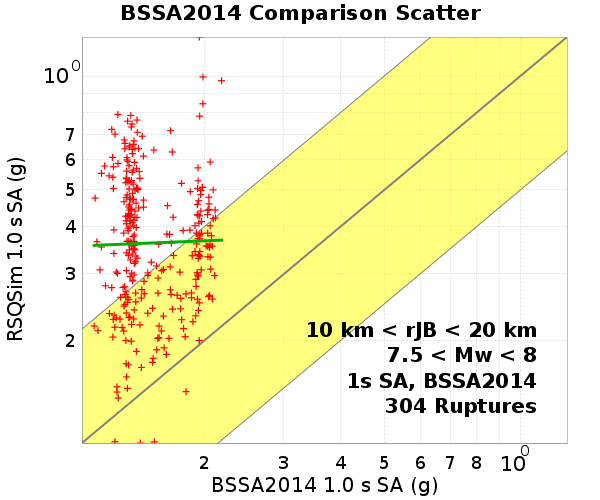 BSSA2014 Comparison Scatter
10⁰
7
6
5
4
3
2
RSQSim 1.0 s SA (g)
10 km < rJB < 20 km
7.5 < Mw < 8
1s SA, BSSA2014
304 Ruptures
2 3 4 5 6 7 8 10⁰
BSSA2014 1.0 s SA (g)